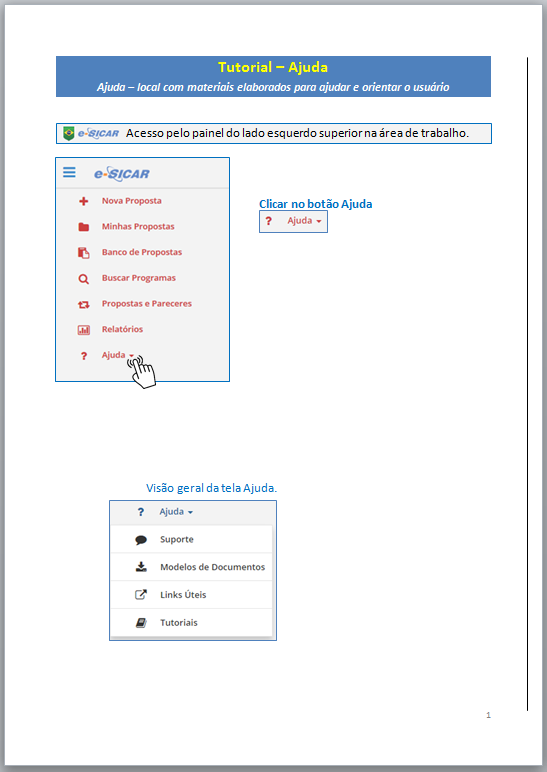 Tutorial – Ajuda
Ajuda – local com materiais elaborados para ajudar e orientar o usuário
e-SICAR Acesso pelo painel do lado esquerdo superior na área de trabalho.
e-SICAR
Nova Proposta
Minhas Propostas
Banco de Propostas
Buscar Programas
Propostas e Pareceres
Relatórios
? Ajuda
Clicar no botão Ajuda
? Ajuda
Visão geral da tela Ajuda.
? Ajuda
Suporte
Modelos de Documentos
Links Úteis
Tutoriais
1